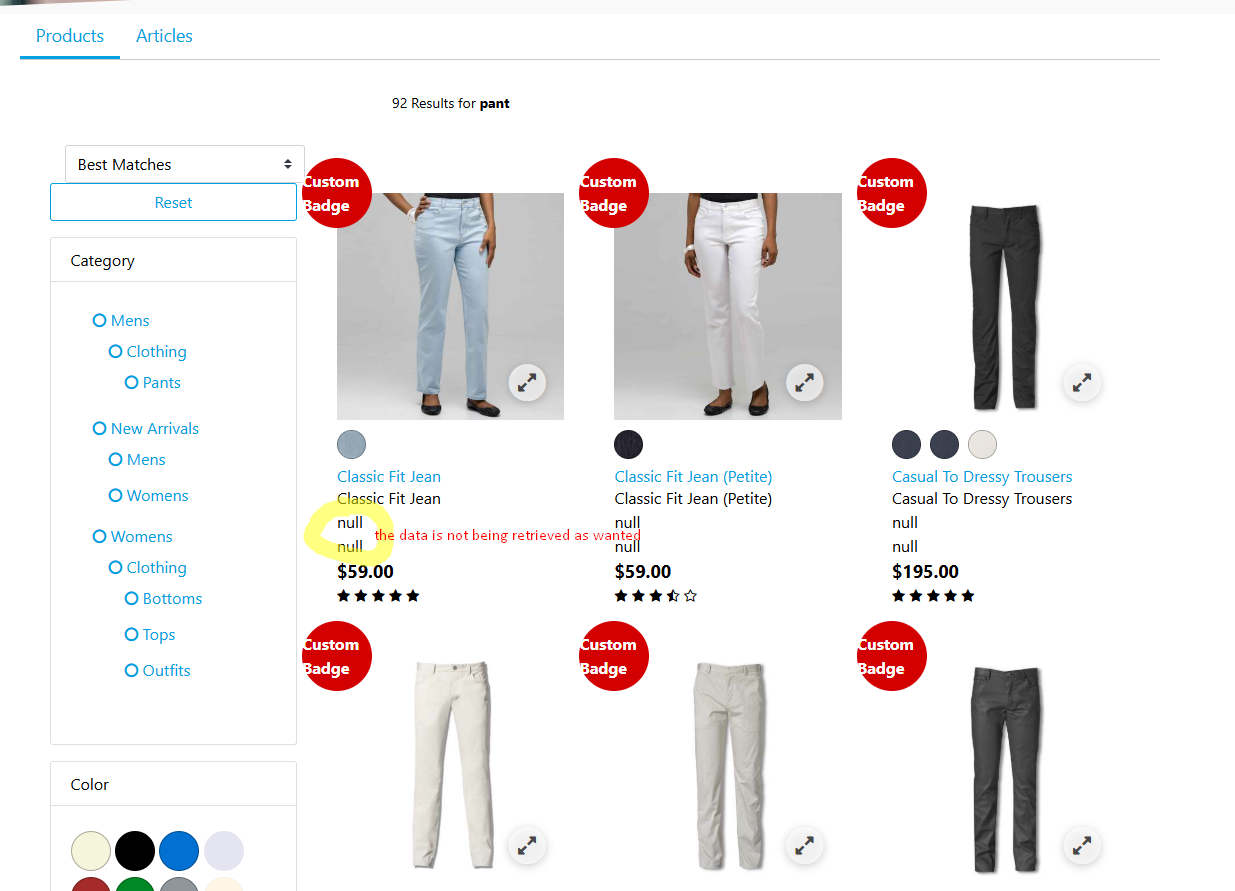 Products Articles
92 Results for pant
Best Matches
Reset
Category
Mens
Clothing
Pants
New Arrivals
Mens
Womens
Womens
Clothing
Bottoms
Tops
Outfits
Color
Custom
Badge
Custom
Badge
Custom
Badge
Classic Fit Jean
Classic Fit Jean
null
null
$59.00
the data is not being retrieved as wanted
Classic Fit Jean (Petite)
Classic Fit Jean (Petite)
null
null
$59.00
Casual To Dressy Trousers
Casual To Dressy Trousers
null
null
$195.00
Custom
Badge
Custom
Badge
Custom
Badge